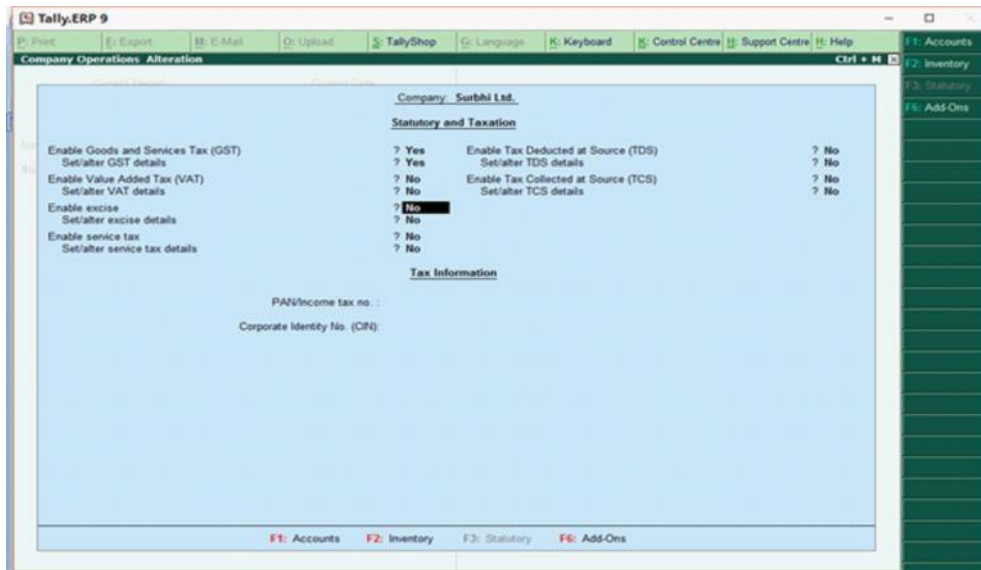 Tally.ERP 9
P: Print E: Export M: E-Mail O: Upload S: TallyShop G: Language K: Keyboard K: Control Centre H: Support Centre H: Help
F1: Accounts
Company Operations Alteration Ctrl + M
F2: Inventory
F3: Statutory
F6: Add-Ons
Company: Surbhi Ltd.
Statutory and Taxation
Enable Goods and Services Tax (GST) ? Yes Enable Tax Deducted at Source (TDS) ? No
Set/alter GST details ? Yes Set/alter TDS details ? No
Enable Value Added Tax (VAT) ? No Enable Tax Collected at Source (TCS) ? No
Set/alter VAT details ? No Set/alter TCS details ? No
Enable excise ? No
Set/alter excise details ? No
Enable service tax ? No
Set/alter service tax details ? No
Tax Information
PAN/Income tax no. :
Corporate Identity No. (CIN):
F1: Accounts F2: Inventory F3: Statutory F6: Add-Ons